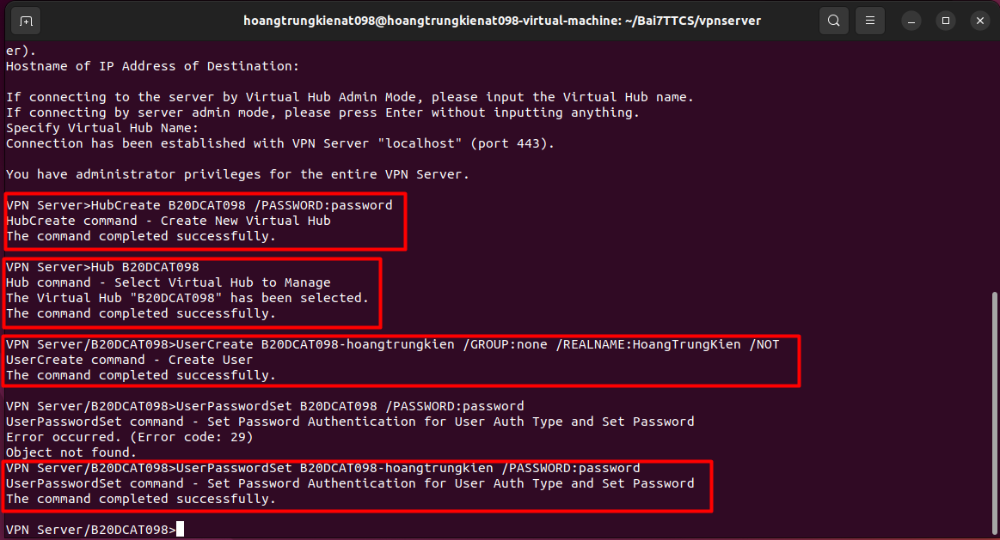 hoangtrungkienat098@hoangtrungkienat098-virtual-machine: ~/Bai7TTCS/vpnserver
er).
Hostname of IP Address of Destination:
If connecting to the server by Virtual Hub Admin Mode, please input the Virtual Hub name.
If connecting by server admin mode, please press Enter without inputting anything.
Specify Virtual Hub Name:
Connection has been established with VPN Server "localhost" (port 443).
You have administrator privileges for the entire VPN Server.
VPN Server>HubCreate B20DCAT098 /PASSWORD:password
HubCreate command - Create New Virtual Hub
The command completed successfully.
VPN Server>Hub B20DCAT098
Hub command - Select Virtual Hub to Manage
The Virtual Hub "B20DCAT098" has been selected.
The command completed successfully.
VPN Server/B20DCAT098>UserCreate B20DCAT098-hoangtrungkien /GROUP:none /REALNAME:HoangTrungKien /NOT
UserCreate command - Create User
The command completed successfully.
VPN Server/B20DCAT098>UserPasswordSet B20DCAT098 /PASSWORD:password
UserPasswordSet command - Set Password Authentication for User Auth Type and Set Password
Error occurred. (Error code: 29)
Object not found.
VPN Server/B20DCAT098>UserPasswordSet B20DCAT098-hoangtrungkien /PASSWORD:password
UserPasswordSet command - Set Password Authentication for User Auth Type and Set Password
The command completed successfully.
VPN Server/B20DCAT098>